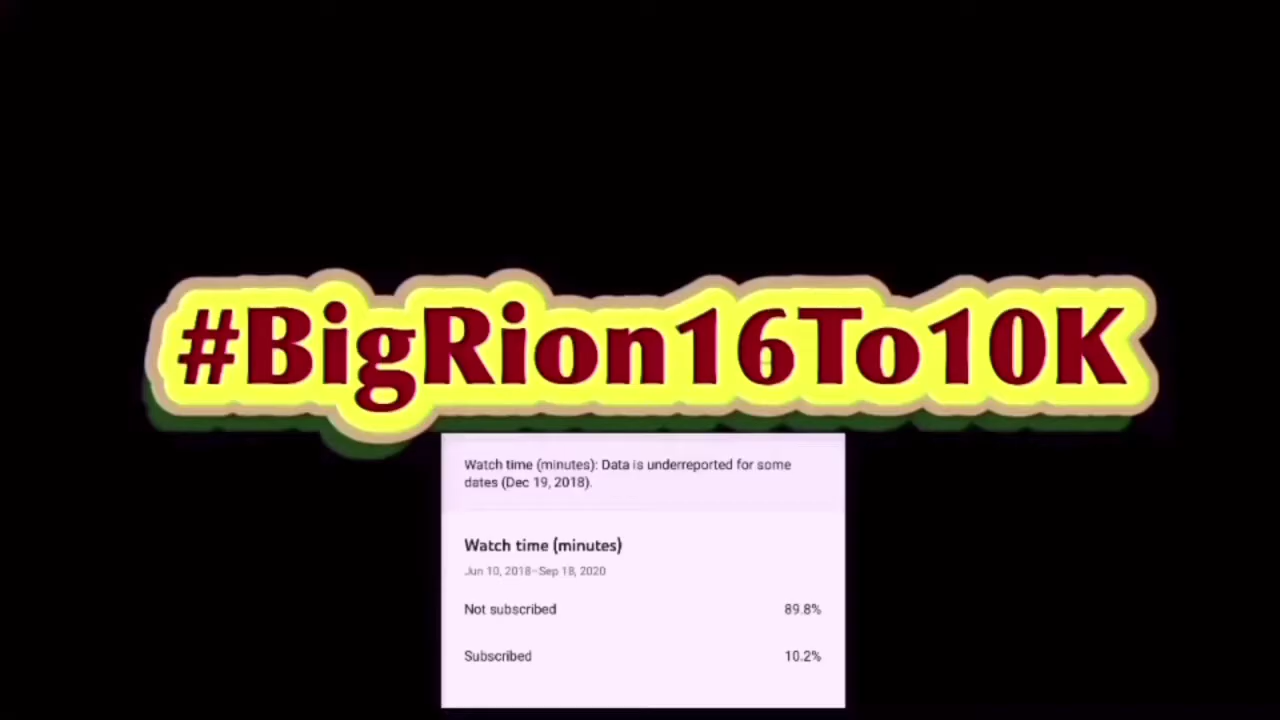 #BigRion16To10K
Watch time (minutes): Data is underreported for some
dates (Dec 19, 2018).
Watch time (minutes)
Jun 10, 2018–Sep 18, 2020
Not subscribed 89.8%
Subscribed 10.2%